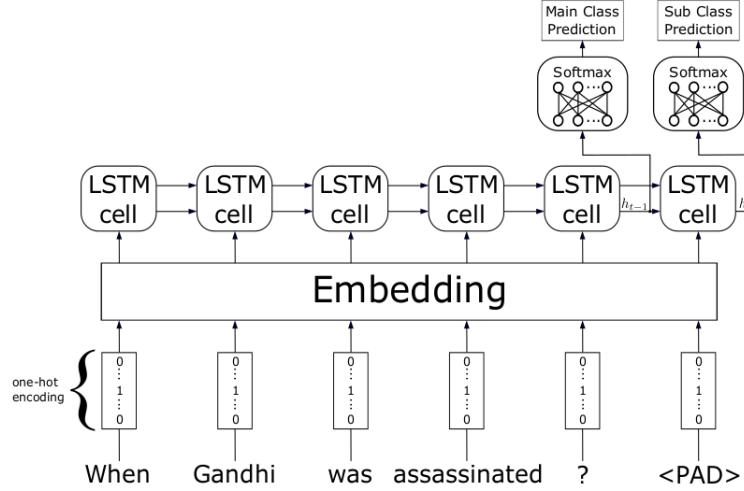 Main Class
Prediction
Sub Class
Prediction
Softmax
Softmax
LSTM
cell
LSTM
cell
LSTM
cell
LSTM
cell
LSTM
cell
LSTM
cell
h_{t-1}
h
Embedding
one-hot
encoding
0
1
0
0
1
0
0
1
0
0
1
0
0
1
0
0
1
0
When Gandhi was assassinated ? <PAD>